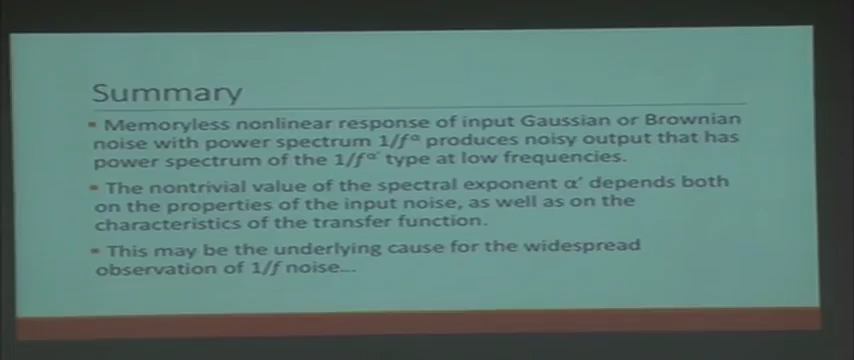 Summary
▪ Memoryless nonlinear response of input Gaussian or Brownian
noise with power spectrum 1/fᵅ produces noisy output that has
power spectrum of the 1/fᵅ′ type at low frequencies.
▪ The nontrivial value of the spectral exponent α′ depends both
on the properties of the input noise, as well as on the
characteristics of the transfer function.
▪ This may be the underlying cause for the widespread
observation of 1/f noise...